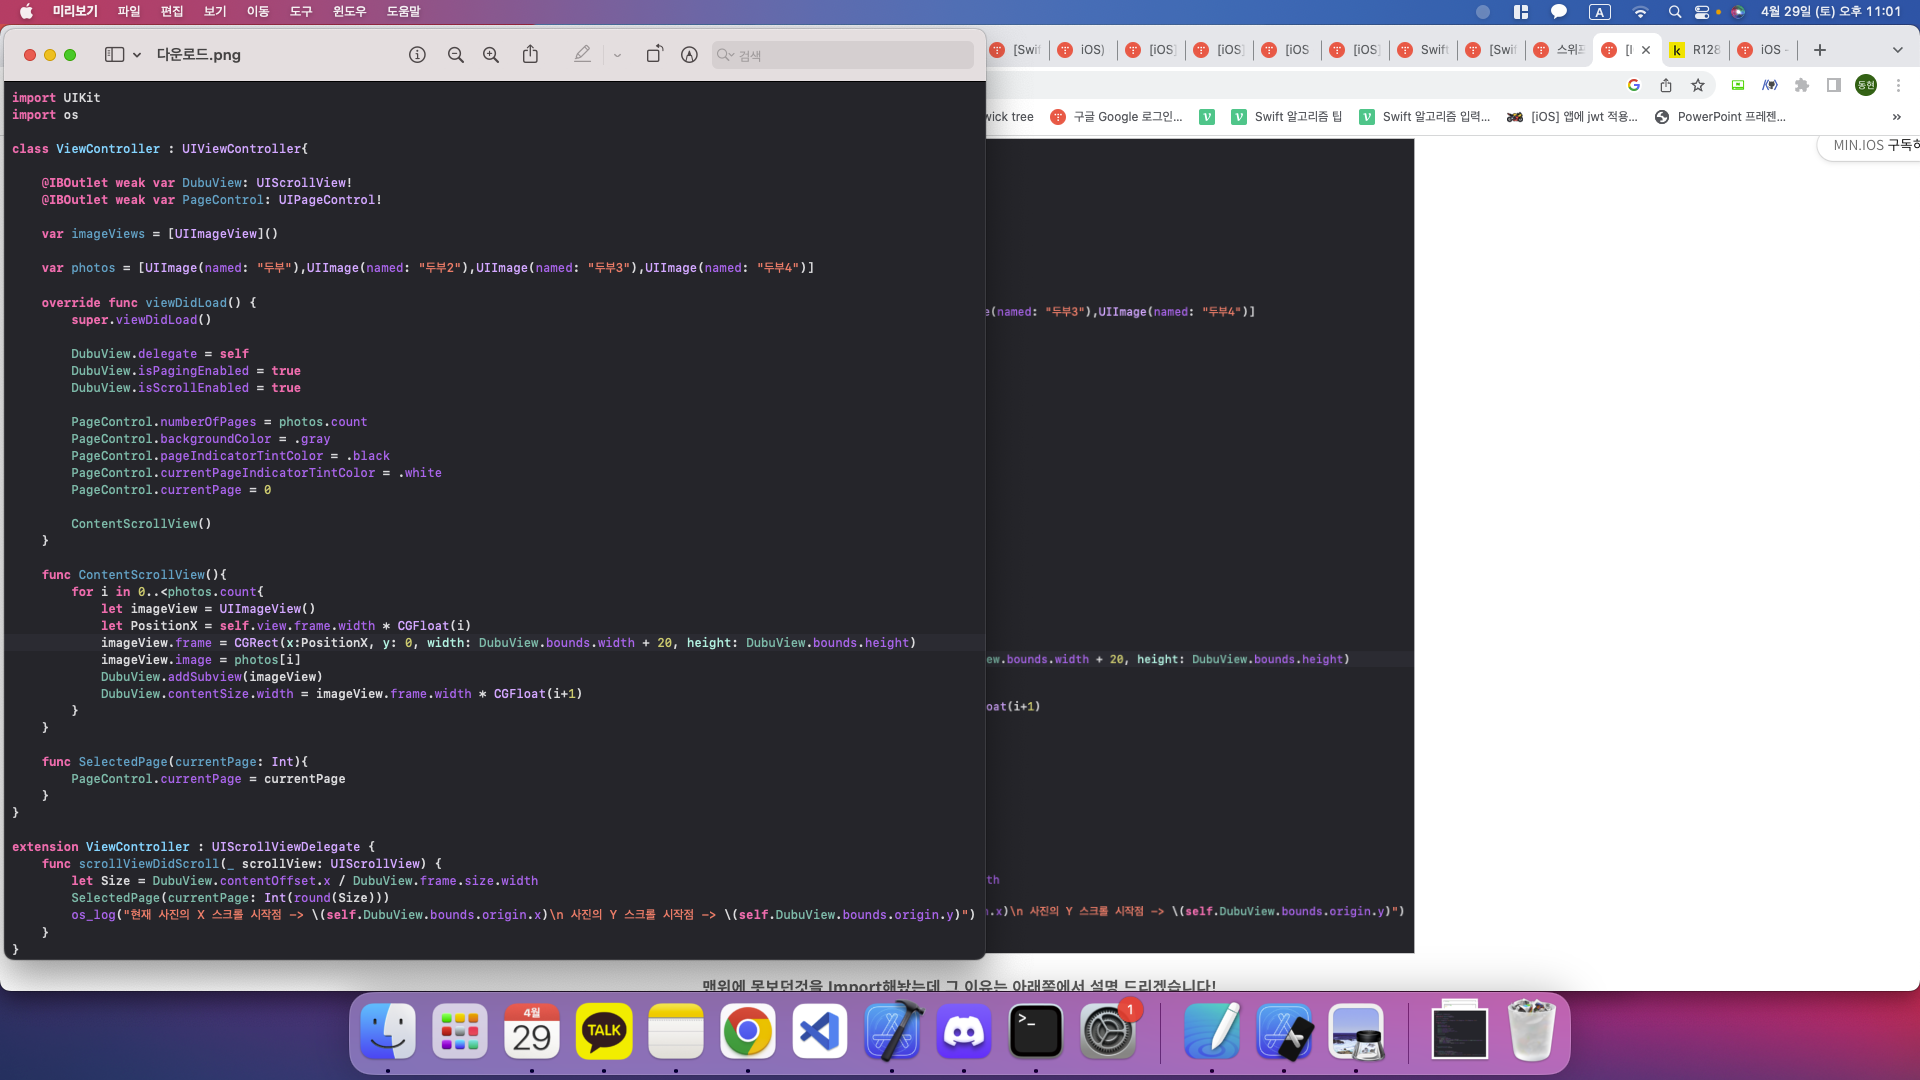 미리보기 파일 편집 보기 이동 도구 윈도우 도움말
A
4월 29일 (토) 오후 11:01
다운로드.png
검색
[Swif
iOS)
[iOS]
[iOS]
[iOS
[iOS]
Swift
[Swi
스위프
R128
iOS -
동현
wick tree
구글 Google 로그인...
Swift 알고리즘 팁
Swift 알고리즘 입력...
[iOS] 앱에 jwt 적용...
PowerPoint 프레젠...
MIN.IOS 구독하
import UIKit
import os
class ViewController : UIViewController{
@IBOutlet weak var DubuView: UIScrollView!
@IBOutlet weak var PageControl: UIPageControl!
var imageViews = [UIImageView]()
var photos = [UIImage(named: "두부"),UIImage(named: "두부2"),UIImage(named: "두부3"),UIImage(named: "두부4")]
override func viewDidLoad() {
super.viewDidLoad()
DubuView.delegate = self
DubuView.isPagingEnabled = true
DubuView.isScrollEnabled = true
PageControl.numberOfPages = photos.count
PageControl.backgroundColor = .gray
PageControl.pageIndicatorTintColor = .black
PageControl.currentPageIndicatorTintColor = .white
PageControl.currentPage = 0
ContentScrollView()
}
func ContentScrollView(){
for i in 0..<photos.count{
let imageView = UIImageView()
let PositionX = self.view.frame.width * CGFloat(i)
imageView.frame = CGRect(x:PositionX, y: 0, width: DubuView.bounds.width + 20, height: DubuView.bounds.height)
imageView.image = photos[i]
DubuView.addSubview(imageView)
DubuView.contentSize.width = imageView.frame.width * CGFloat(i+1)
}
}
func SelectedPage(currentPage: Int){
PageControl.currentPage = currentPage
}
}
extension ViewController : UIScrollViewDelegate {
func scrollViewDidScroll(_ scrollView: UIScrollView) {
let Size = DubuView.contentOffset.x / DubuView.frame.size.width
SelectedPage(currentPage: Int(round(Size)))
os_log("현재 사진의 X 스크롤 시작점 -> \(self.DubuView.bounds.origin.x)\n 사진의 Y 스크롤 시작점 -> \(self.DubuView.bounds.origin.y)")
}
}
e(named: "두부3"),UIImage(named: "두부4")]
ew.bounds.width + 20, height: DubuView.bounds.height)
oat(i+1)
th
.x)\n 사진의 Y 스크롤 시작점 -> \(self.DubuView.bounds.origin.y)")
맨위에 못보던것을 Import해놨는데 그 이유는 아래쪽에서 설명 드리겠습니다!
4월
29
TALK
>_
1